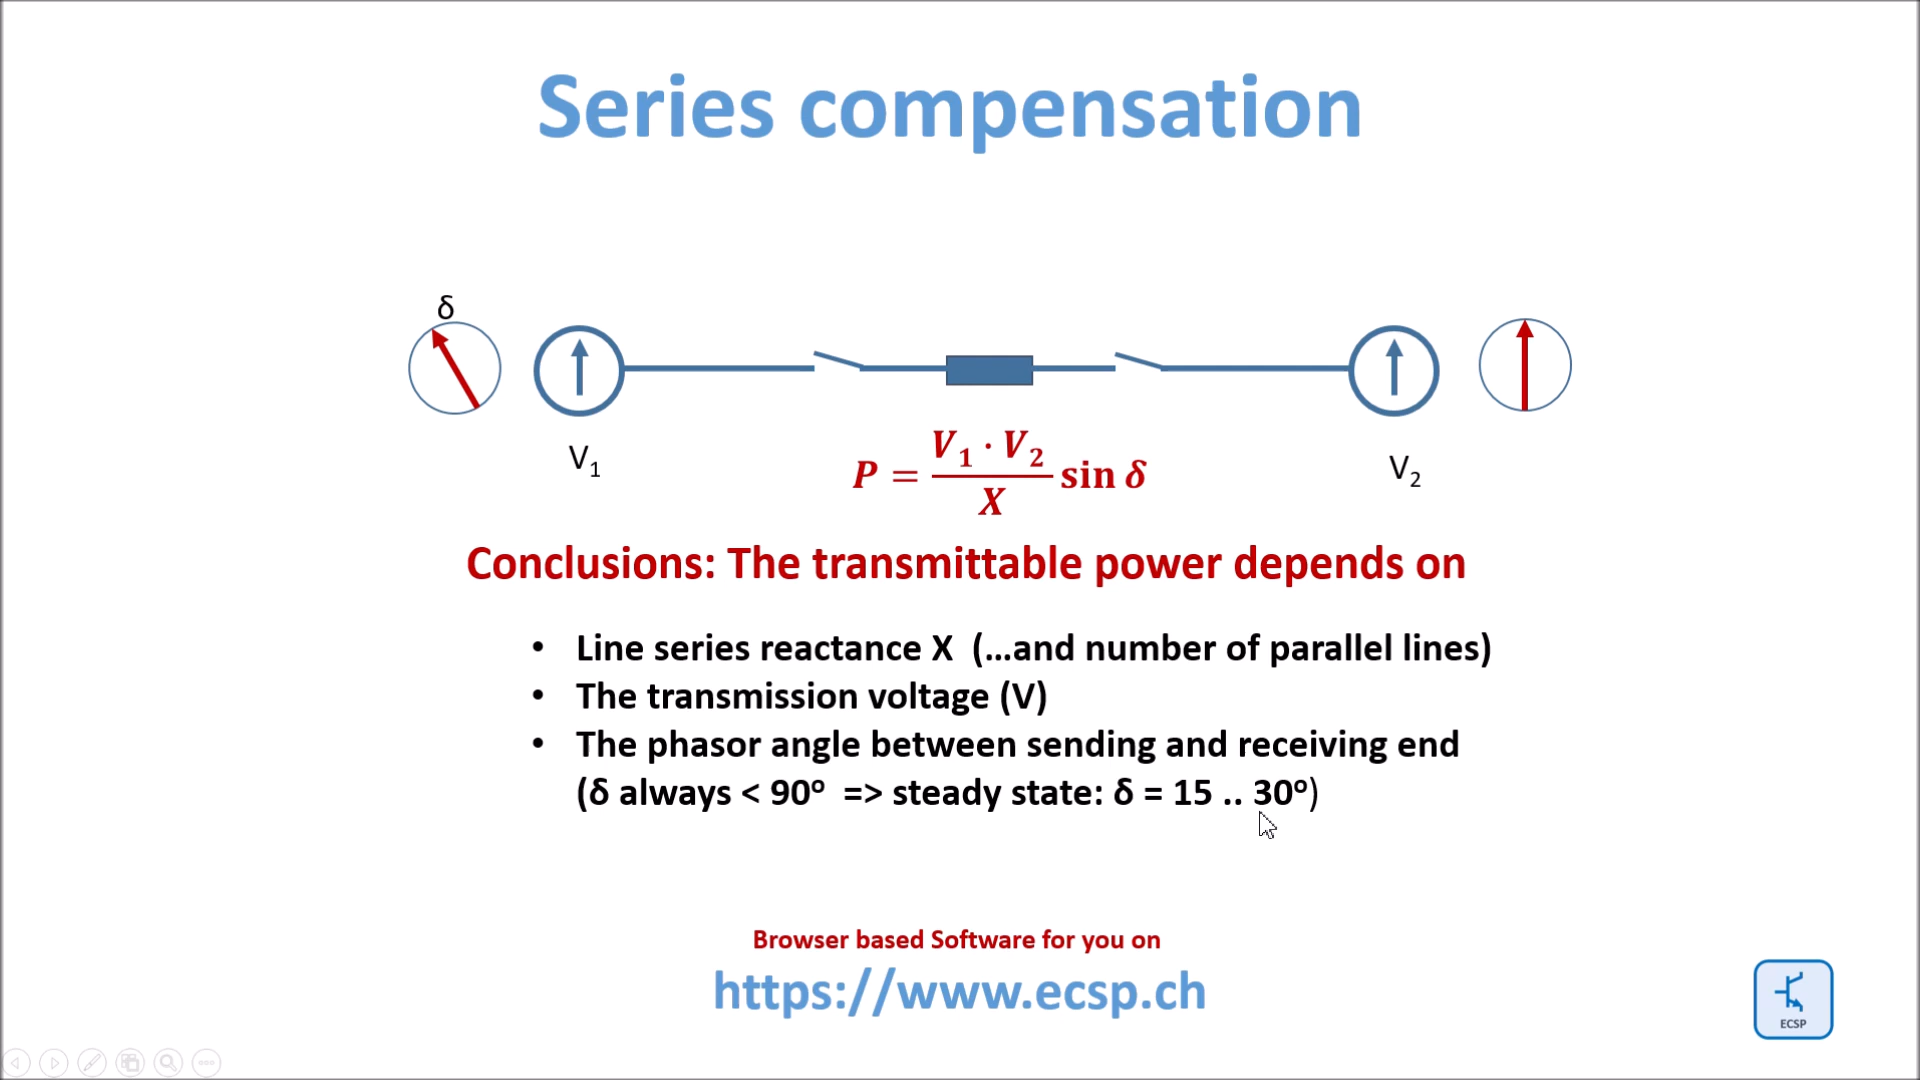 Series compensation
δ
V₁
P = V₁ · V₂ / X sin δ
V₂
Conclusions: The transmittable power depends on
• Line series reactance X (...and number of parallel lines)
• The transmission voltage (V)
• The phasor angle between sending and receiving end
(δ always < 90º => steady state: δ = 15 .. 30º)
Browser based Software for you on
https://www.ecsp.ch
ECSP